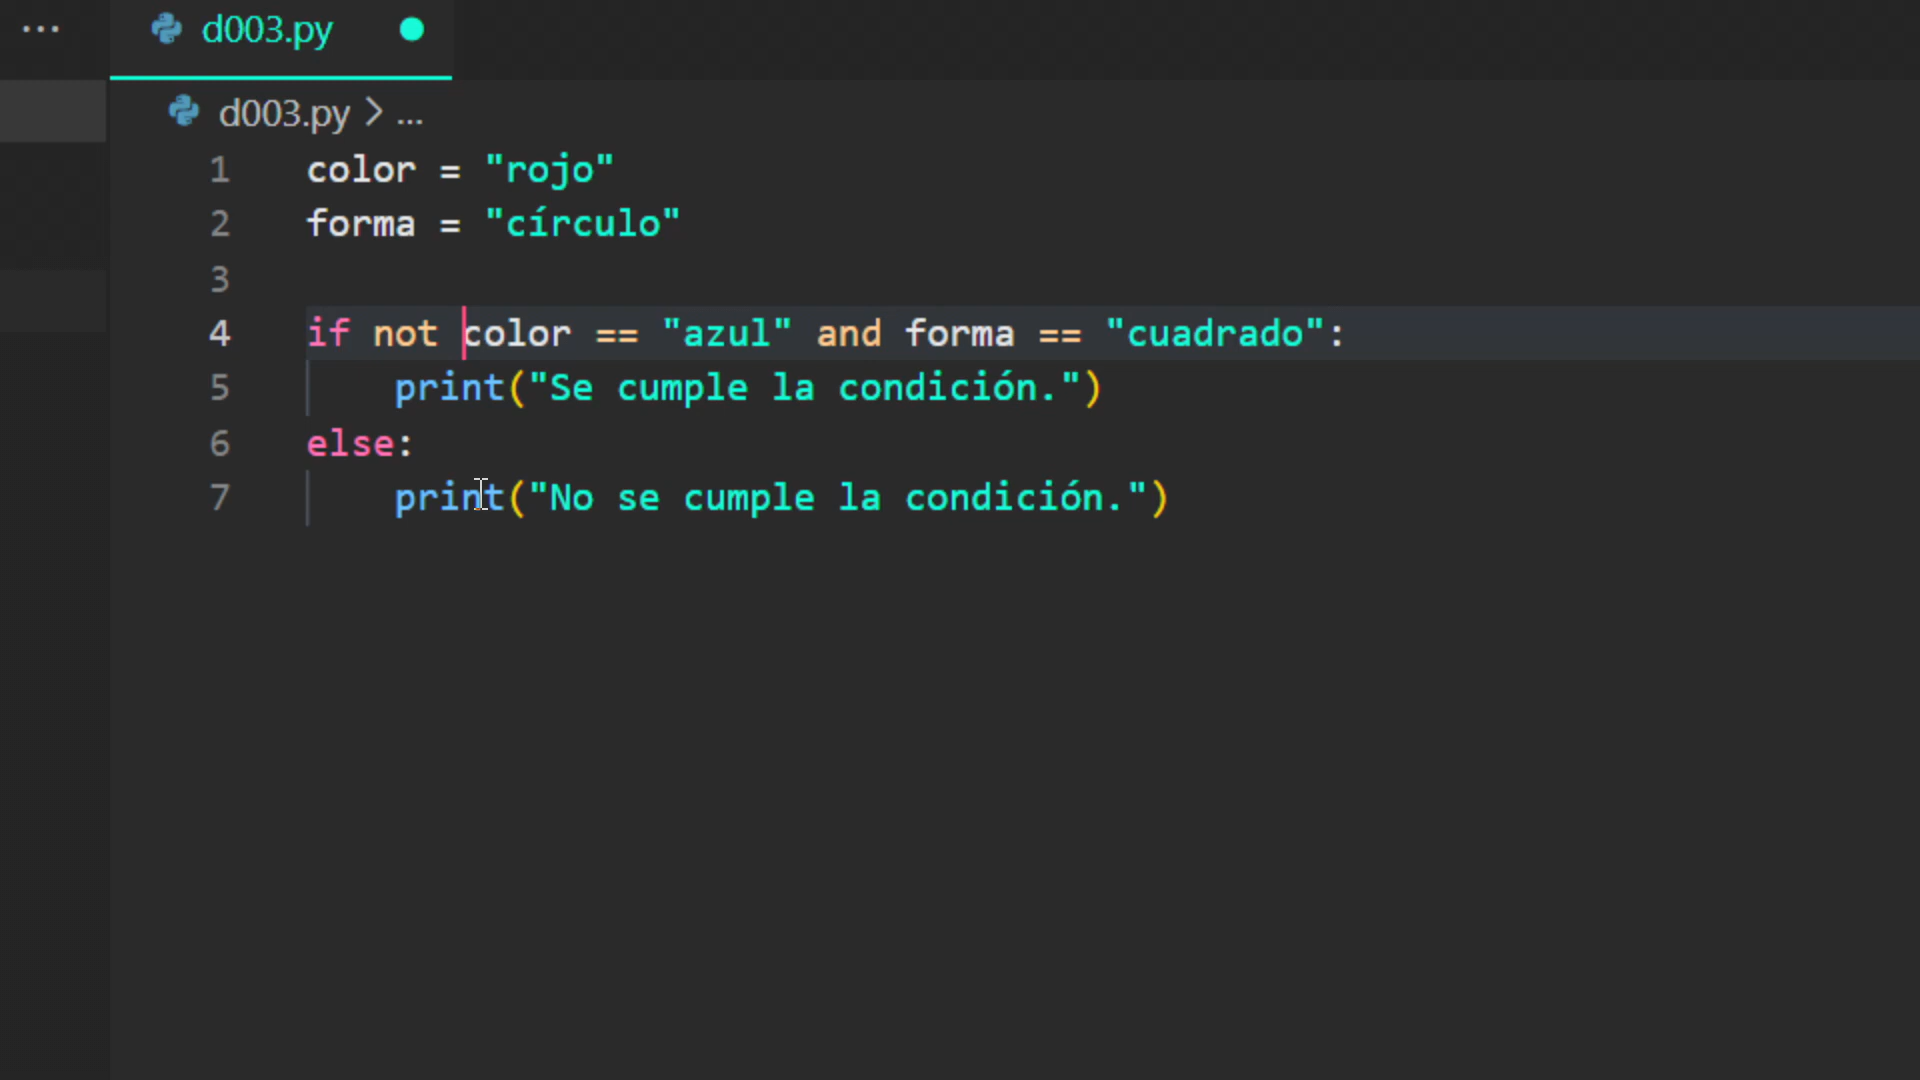 ...
d003.py
d003.py > ...
1 color = "rojo"
2 forma = "círculo"
3
4 if not color == "azul" and forma == "cuadrado":
5     print("Se cumple la condición.")
6 else:
7     print("No se cumple la condición.")